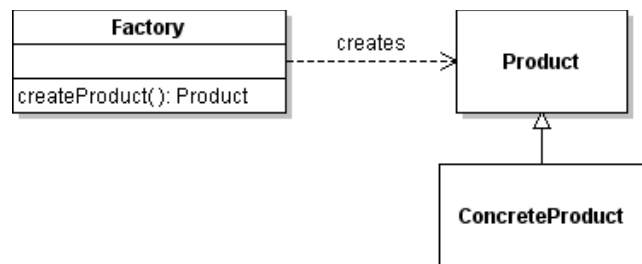 Factory
creates
Product
createProduct(): Product
ConcreteProduct